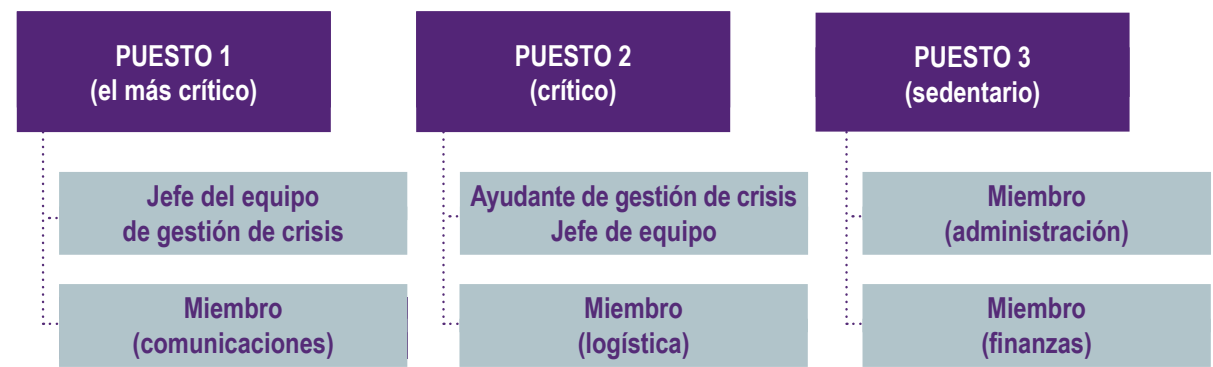 PUESTO 1
(el más crítico)
Jefe del equipo
de gestión de crisis
Miembro
(comunicaciones)
PUESTO 2
(crítico)
Ayudante de gestión de crisis
Jefe de equipo
Miembro
(logística)
PUESTO 3
(sedentario)
Miembro
(administración)
Miembro
(finanzas)